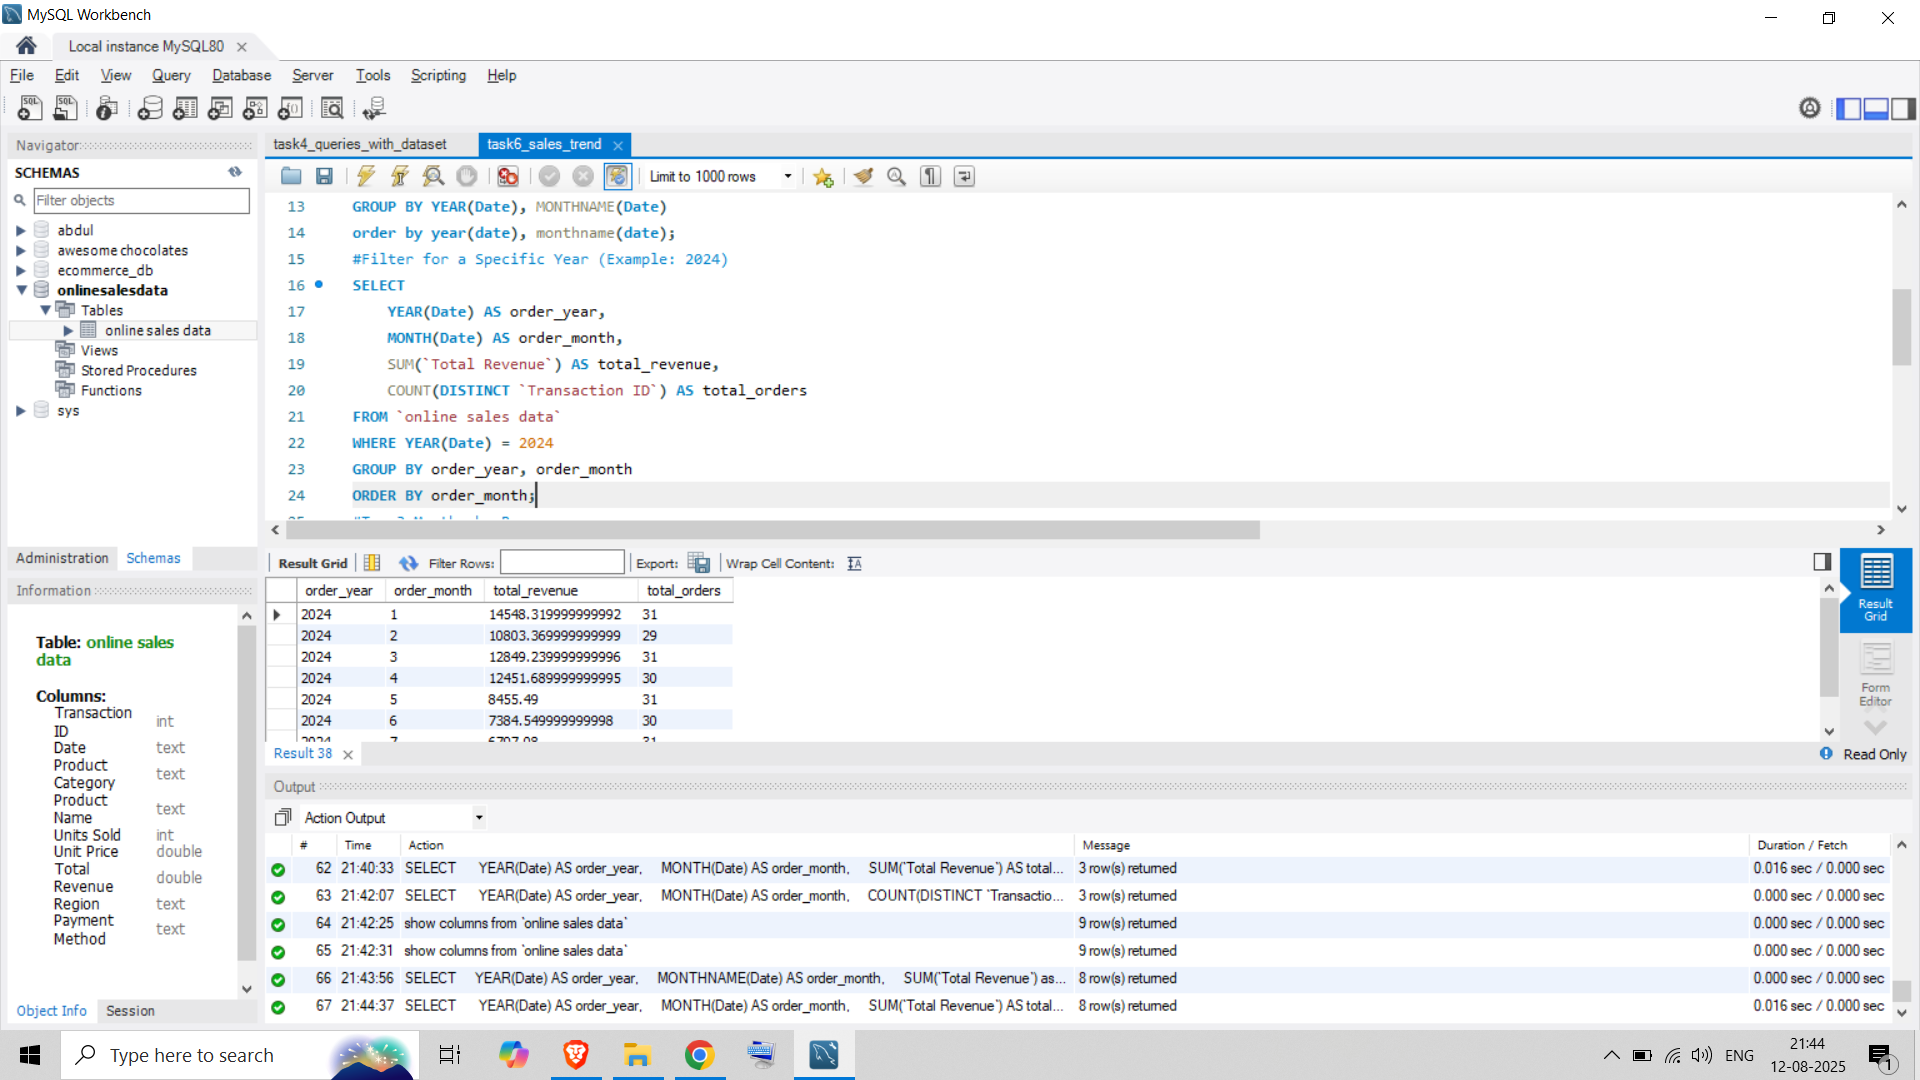 MySQL Workbench
Local instance MySQL80
File Edit View Query Database Server Tools Scripting Help
Navigator
SCHEMAS
Filter objects
abdul
awesome chocolates
ecommerce_db
onlinesalesdata
Tables
online sales data
Views
Stored Procedures
Functions
sys
Administration Schemas
Information
Table: online sales
data
Columns:
Transaction
ID int
Date text
Product
Category text
Product
Name text
Units Sold int
Unit Price double
Total
Revenue double
Region text
Payment
Method text
Object Info Session
task4_queries_with_dataset task6_sales_trend
Limit to 1000 rows
13 GROUP BY YEAR(Date), MONTHNAME(Date)
14 order by year(date), monthname(date);
15 #Filter for a Specific Year (Example: 2024)
16 SELECT
17 YEAR(Date) AS order_year,
18 MONTH(Date) AS order_month,
19 SUM(`Total Revenue`) AS total_revenue,
20 COUNT(DISTINCT `Transaction ID`) AS total_orders
21 FROM `online sales data`
22 WHERE YEAR(Date) = 2024
23 GROUP BY order_year, order_month
24 ORDER BY order_month;
Result Grid Filter Rows: Export: Wrap Cell Content:
order_year order_month total_revenue total_orders
2024 1 14548.319999999992 31
2024 2 10803.369999999999 29
2024 3 12849.239999999996 31
2024 4 12451.689999999995 30
2024 5 8455.49 31
2024 6 7384.549999999998 30
2024 7 6797.08 31
Result
Grid
Form
Editor
Result 38
Read Only
Output
Action Output
# Time Action Message Duration / Fetch
62 21:40:33 SELECT YEAR(Date) AS order_year, MONTH(Date) AS order_month, SUM(`Total Revenue`) AS total... 3 row(s) returned 0.016 sec / 0.000 sec
63 21:42:07 SELECT YEAR(Date) AS order_year, MONTH(Date) AS order_month, COUNT(DISTINCT `Transactio... 3 row(s) returned 0.000 sec / 0.000 sec
64 21:42:25 show columns from `online sales data` 9 row(s) returned 0.000 sec / 0.000 sec
65 21:42:31 show columns from `online sales data` 9 row(s) returned 0.000 sec / 0.000 sec
66 21:43:56 SELECT YEAR(Date) AS order_year, MONTHNAME(Date) AS order_month, SUM(`Total Revenue`) as... 8 row(s) returned 0.000 sec / 0.000 sec
67 21:44:37 SELECT YEAR(Date) AS order_year, MONTH(Date) AS order_month, SUM(`Total Revenue`) AS total... 8 row(s) returned 0.016 sec / 0.000 sec
Type here to search
ENG
21:44
12-08-2025
1